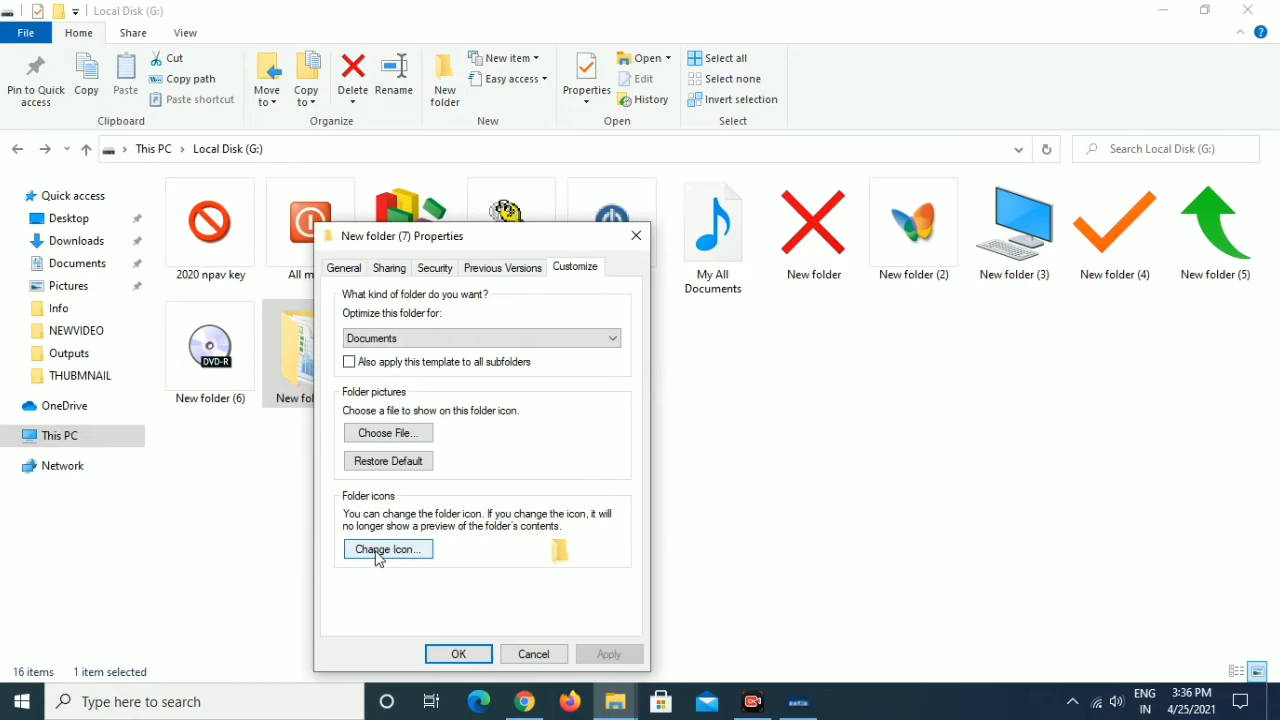 Local Disk (G:)
File Home Share View
Pin to Quick access
Copy
Paste
Cut
Copy path
Paste shortcut
Clipboard
Move to
Copy to
Delete
Rename
Organize
New folder
New item
Easy access
New
Properties
Open
Edit
History
Open
Select all
Select none
Invert selection
Select
This PC > Local Disk (G:)
Search Local Disk (G:)
Quick access
Desktop
Downloads
Documents
Pictures
Info
NEWVIDEO
Outputs
THUBMNAIL
OneDrive
This PC
Network
2020 npav key
All m
My All
Documents
New folder
New folder (2)
New folder (3)
New folder (4)
New folder (5)
DVD-R
New folder (6)
New fol
New folder (7) Properties
General Sharing Security Previous Versions Customize
What kind of folder do you want?
Optimize this folder for:
Documents
Also apply this template to all subfolders
Folder pictures
Choose a file to show on this folder icon.
Choose File...
Restore Default
Folder icons
You can change the folder icon. If you change the icon, it will
no longer show a preview of the folder's contents.
Change Icon...
OK Cancel Apply
16 items 1 item selected
Type here to search
ENG
IN
3:36 PM
4/25/2021